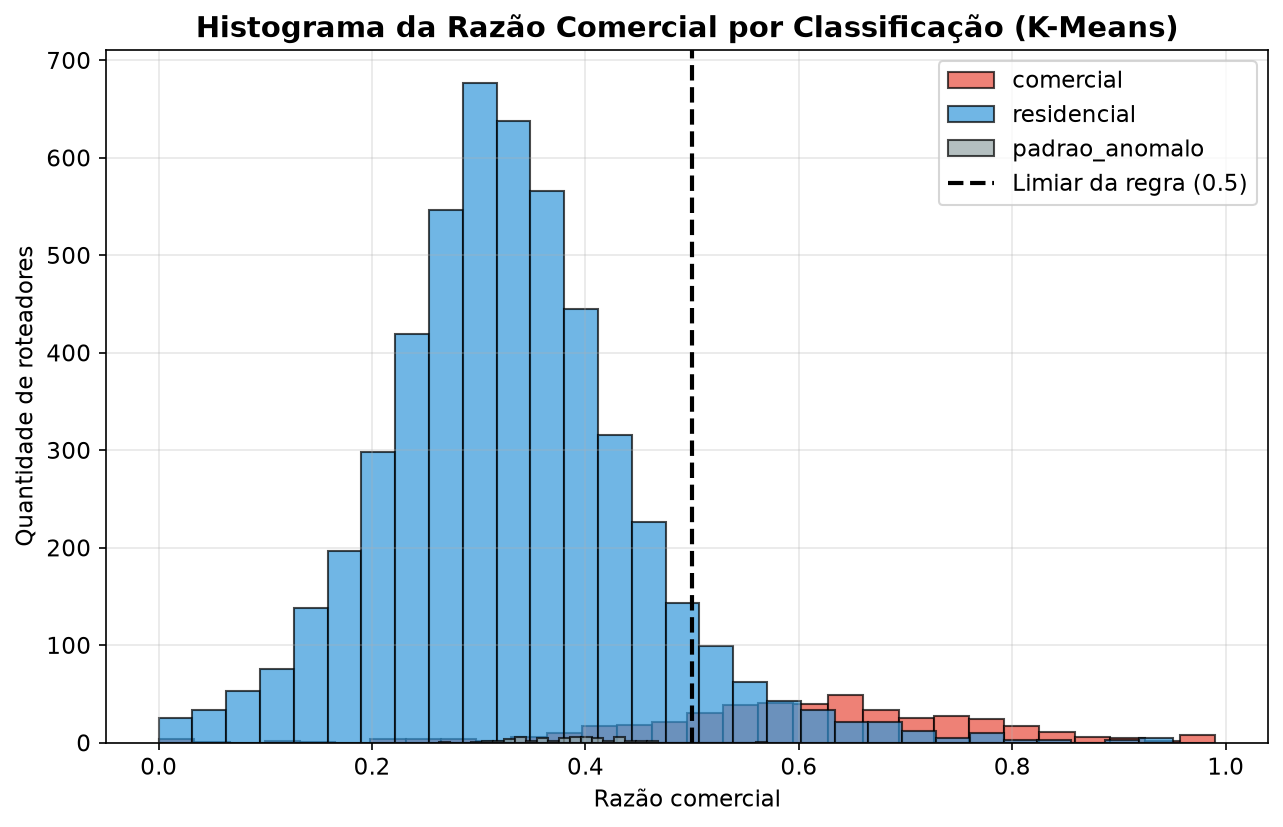 Histograma da Razão Comercial por Classificação (K-Means)
comercial
residencial
padrao_anomalo
Limiar da regra (0.5)
Quantidade de roteadores
700
600
500
400
300
200
100
0
0.0 0.2 0.4 0.6 0.8 1.0
Razão comercial